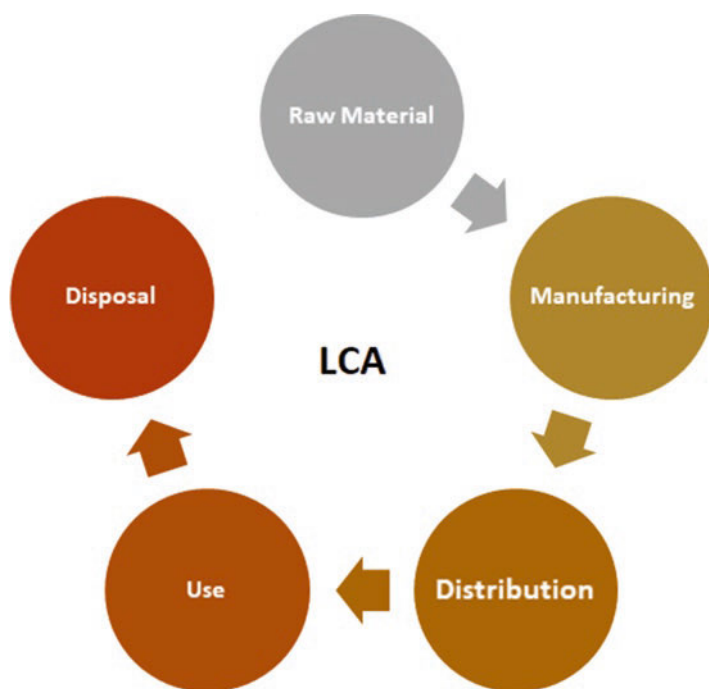 Raw Material
Manufacturing
Distribution
Use
Disposal
LCA